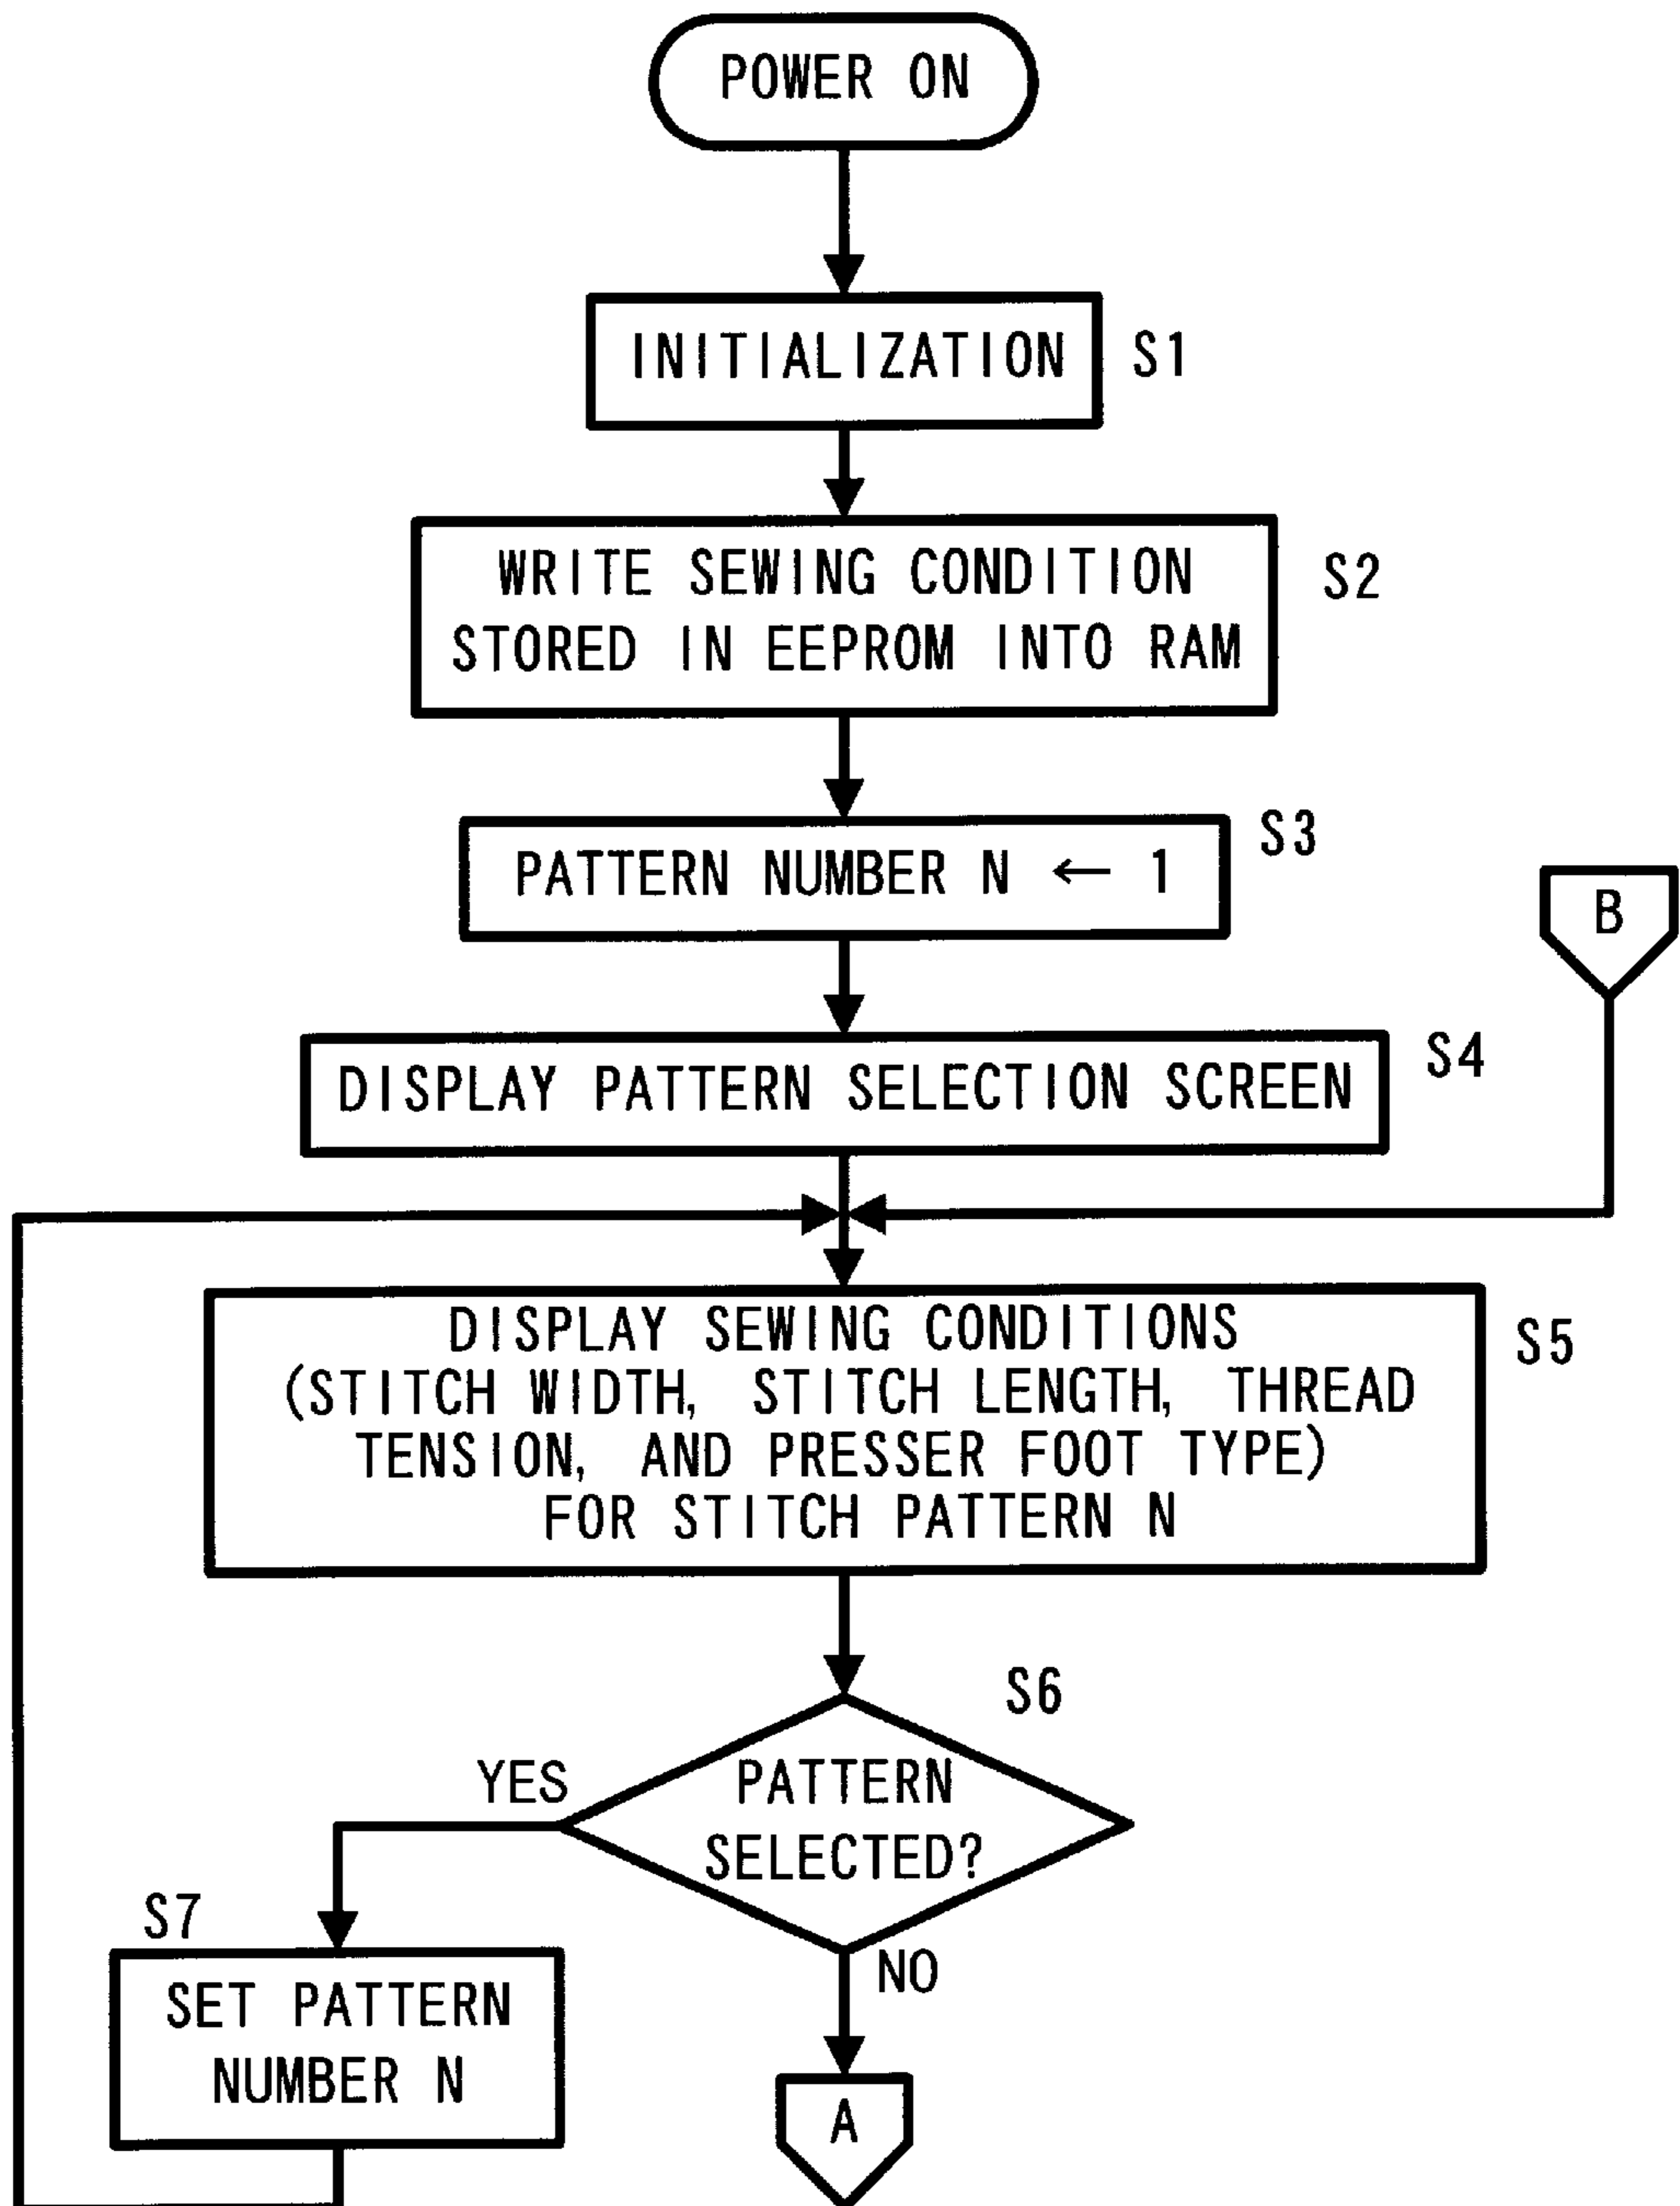 POWER ON
INITIALIZATION
S1
WRITE SEWING CONDITION
STORED IN EEPROM INTO RAM
S2
PATTERN NUMBER N ← 1
S3
B
DISPLAY PATTERN SELECTION SCREEN
S4
DISPLAY SEWING CONDITIONS
(STITCH WIDTH, STITCH LENGTH, THREAD
TENSION, AND PRESSER FOOT TYPE)
FOR STITCH PATTERN N
S5
S6
YES
PATTERN
SELECTED?
NO
S7
SET PATTERN
NUMBER N
A